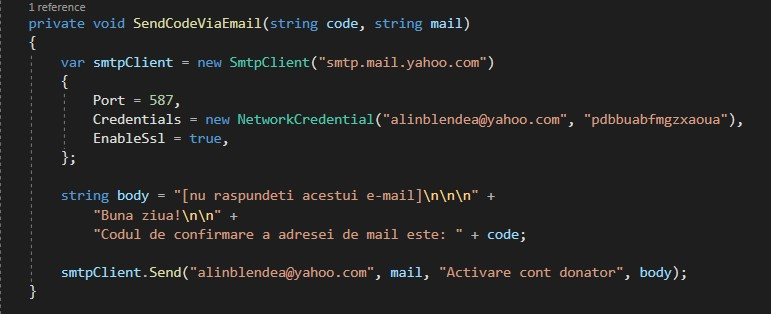 1 reference
private void SendCodeViaEmail(string code, string mail)
{
var smtpClient = new SmtpClient("smtp.mail.yahoo.com")
{
Port = 587,
Credentials = new NetworkCredential("alinblendea@yahoo.com", "pdbbuabfmgzxaoua"),
EnableSsl = true,
};
string body = "[nu raspundeti acestui e-mail]\n\n\n" +
"Buna ziua!\n\n" +
"Codul de confirmare a adresei de mail este: " + code;
smtpClient.Send("alinblendea@yahoo.com", mail, "Activare cont donator", body);
}